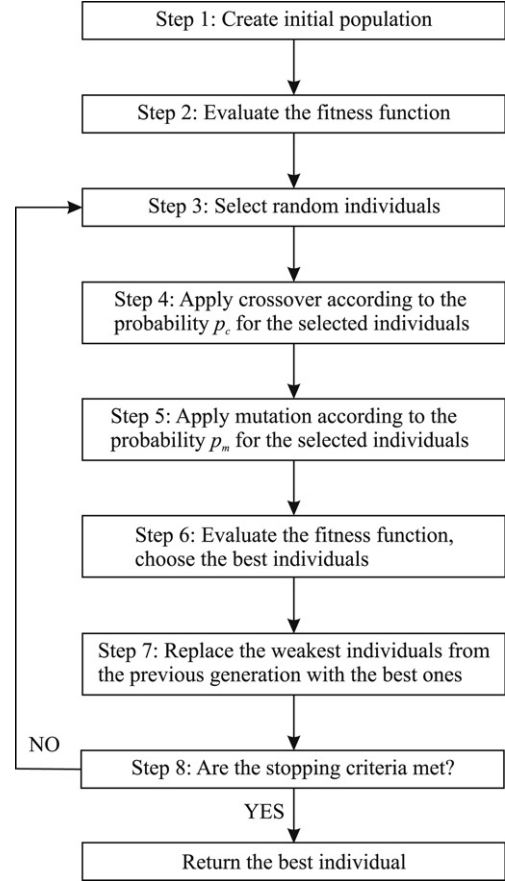 Step 1: Create initial population
Step 2: Evaluate the fitness function
Step 3: Select random individuals
Step 4: Apply crossover according to the
probability p_c for the selected individuals
Step 5: Apply mutation according to the
probability p_m for the selected individuals
Step 6: Evaluate the fitness function,
choose the best individuals
Step 7: Replace the weakest individuals from
the previous generation with the best ones
NO
Step 8: Are the stopping criteria met?
YES
Return the best individual